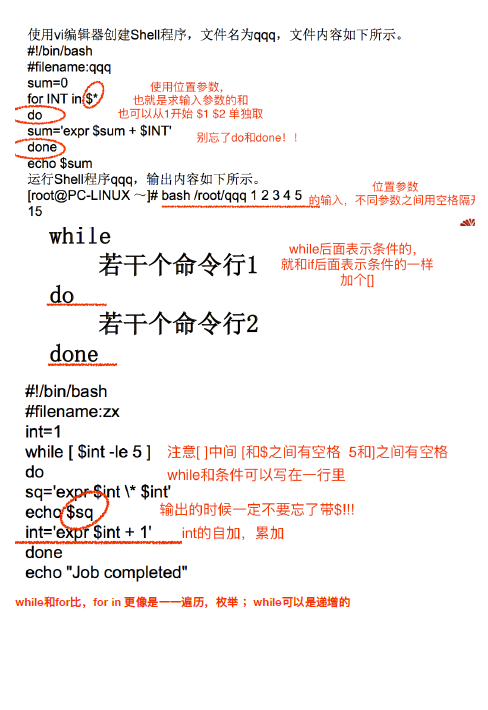 使用vi编辑器创建Shell程序，文件名为qqq，文件内容如下所示。
#!/bin/bash
#filename:qqq
sum=0
for INT in $*
使用位置参数，
也就是求输入参数的和
也可以从1开始 $1 $2 单独取
do
sum='expr $sum + $INT'
别忘了do和done！！
done
echo $sum
运行Shell程序qqq，输出内容如下所示。
[root@PC-LINUX ～]# bash /root/qqq 1 2 3 4 5
位置参数
的输入，不同参数之间用空格隔
15
while
若干个命令行1
while后面表示条件的，
就和if后面表示条件的一样
加个[]
do
若干个命令行2
done
#!/bin/bash
#filename:zx
int=1
while [ $int -le 5 ] 注意[ ]中间 [和$之间有空格 5和]之间有空格
do
while和条件可以写在一行里
sq='expr $int \* $int'
echo $sq
输出的时候一定不要忘了带$!!!
int='expr $int + 1' int的自加，累加
done
echo "Job completed"
while和for比，for in 更像是一一遍历，枚举 ；while可以是递增的